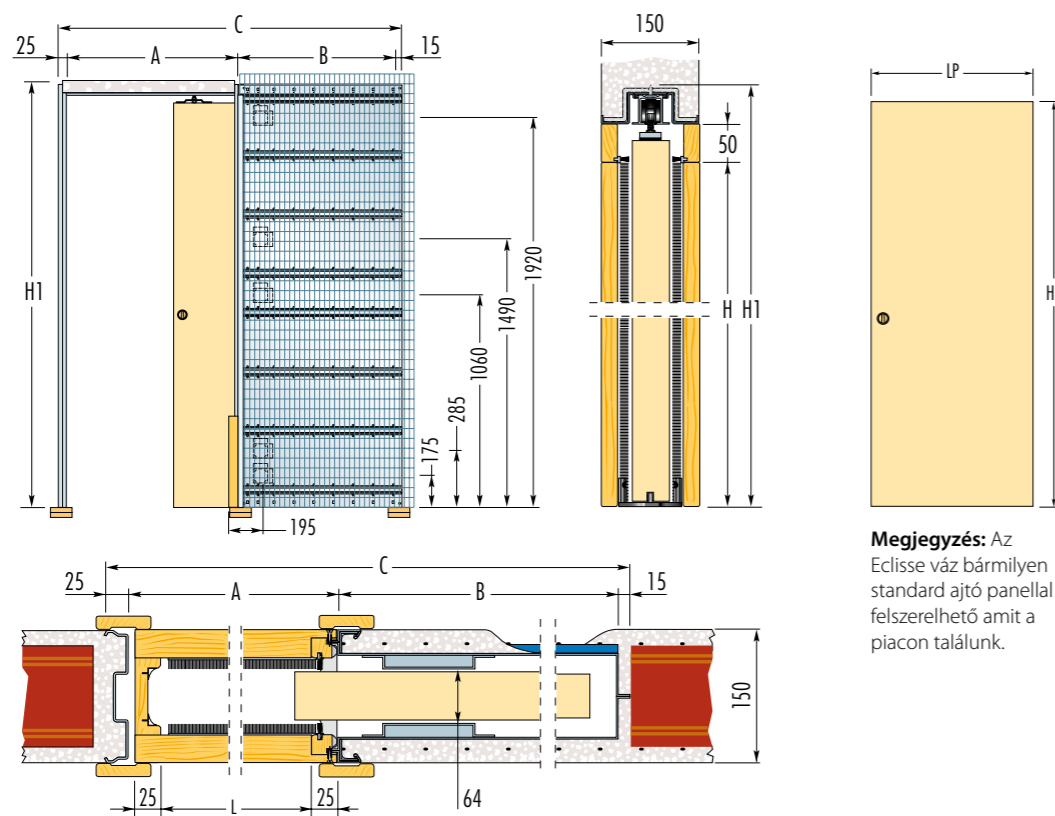 C
25
A
B
15
H1
1920
1490
1060
285
175
195
150
50
H
H1
LP
H
Megjegyzés: Az
Eclisse váz bármilyen
standard ajtó panellal
felszerelhető amit a
piacon találunk.
C
25
A
B
15
150
25
L
25
64